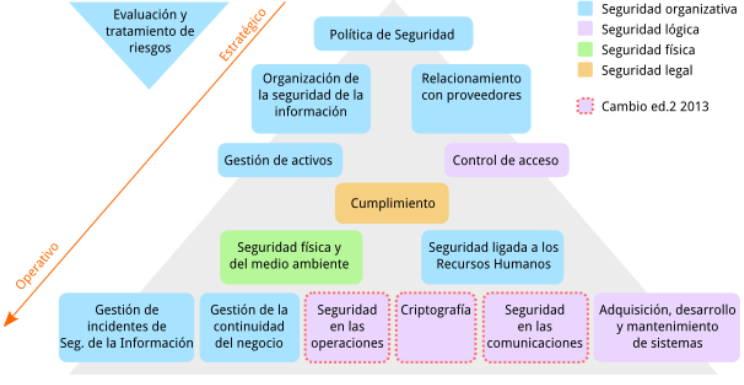 Evaluación y
tratamiento de
riesgos
Estratégico
Operativo
Seguridad organizativa
Seguridad lógica
Seguridad física
Seguridad legal
Cambio ed.2 2013
Política de Seguridad
Organización de
la seguridad de la
información
Relacionamiento
con proveedores
Gestión de activos
Control de acceso
Cumplimiento
Seguridad física y
del medio ambiente
Seguridad ligada a los
Recursos Humanos
Gestión de
incidentes de
Seg. de la Información
Gestión de la
continuidad
del negocio
Seguridad
en las
operaciones
Criptografía
Seguridad
en las
comunicaciones
Adquisición, desarrollo
y mantenimiento
de sistemas